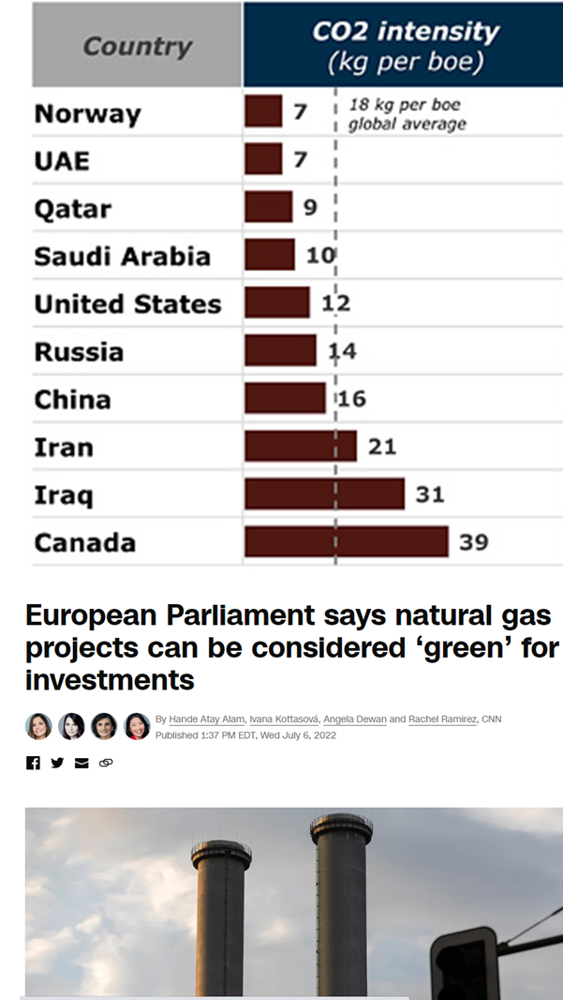 Country
CO2 intensity
(kg per boe)
Norway 7
18 kg per boe
global average
UAE 7
Qatar 9
Saudi Arabia 10
United States 12
Russia 14
China 16
Iran 21
Iraq 31
Canada 39
European Parliament says natural gas
projects can be considered ‘green’ for
investments
By Hande Atay Alam, Ivana Kottasová, Angela Dewan and Rachel Ramirez, CNN
Published 1:37 PM EDT, Wed July 6, 2022